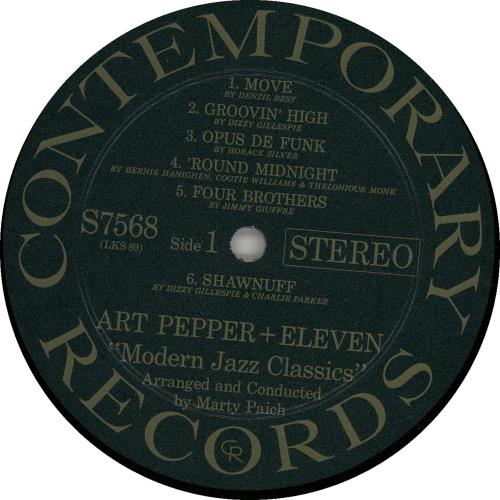 CONTEMPORARY
1. MOVE
BY DENZIL BEST
2. GROOVIN' HIGH
BY DIZZY GILLESPIE
3. OPUS DE FUNK
BY HORACE SILVER
4. 'ROUND MIDNIGHT
BY BERNIE HANIGHEN, COOTIE WILLIAMS & THELONIOUS MONK
5. FOUR BROTHERS
BY JIMMY GIUFFRE
S7568
(LKS 89)
Side 1
STEREO
6. SHAWNUFF
BY DIZZY GILLESPIE & CHARLIE PARKER
ART PEPPER + ELEVEN
"Modern Jazz Classics"
Arranged and Conducted
by Marty Paich
RECORDS
CR